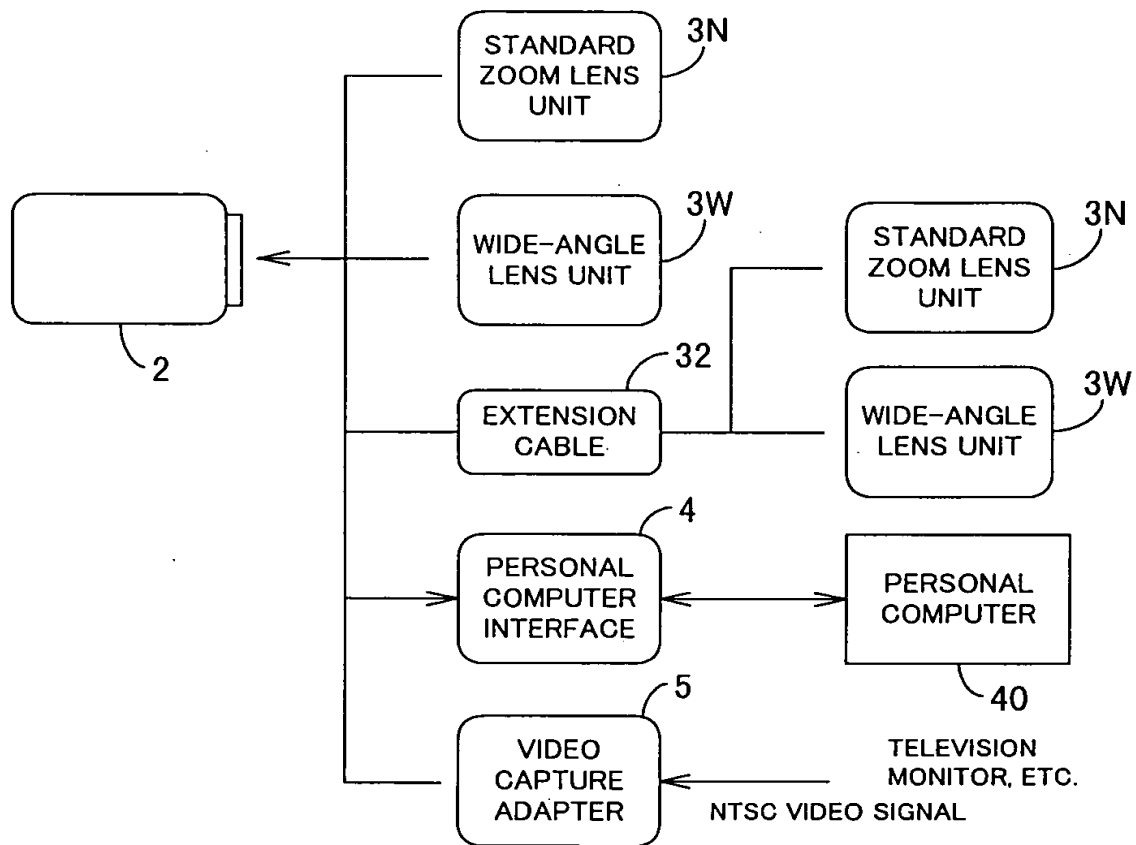 3N
STANDARD
ZOOM LENS
UNIT
3W
WIDE-ANGLE
LENS UNIT
3N
STANDARD
ZOOM LENS
UNIT
2
32
EXTENSION
CABLE
3W
WIDE-ANGLE
LENS UNIT
4
PERSONAL
COMPUTER
INTERFACE
PERSONAL
COMPUTER
40
5
VIDEO
CAPTURE
ADAPTER
TELEVISION
MONITOR, ETC.
NTSC VIDEO SIGNAL